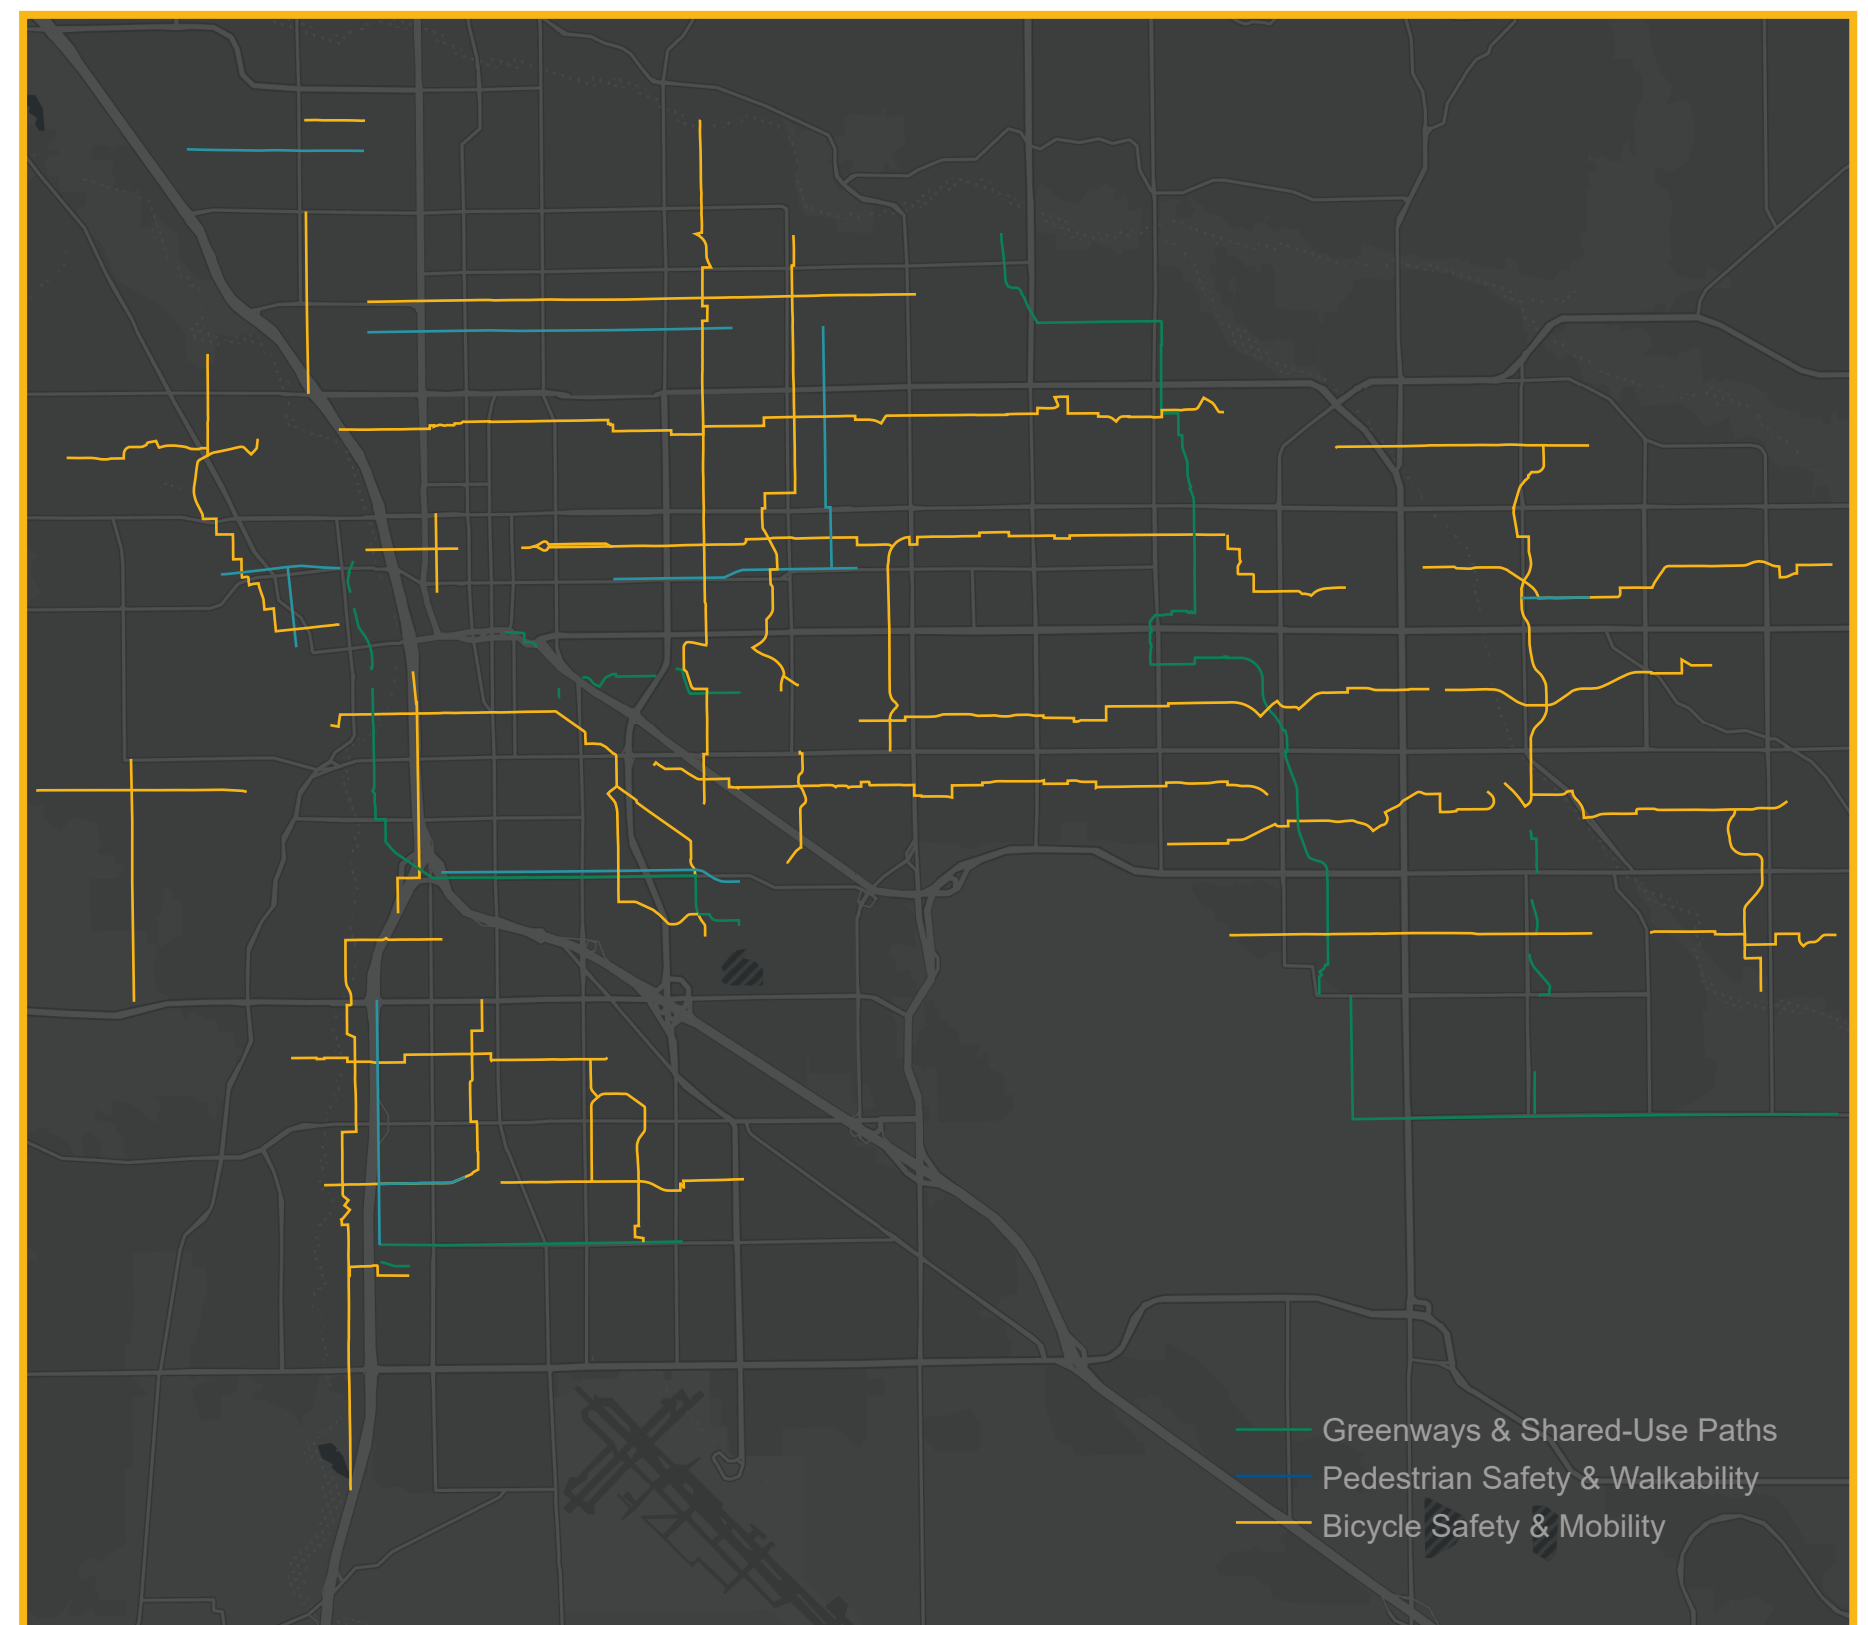 Greenways & Shared-Use Paths
Pedestrian Safety & Walkability
Bicycle Safety & Mobility